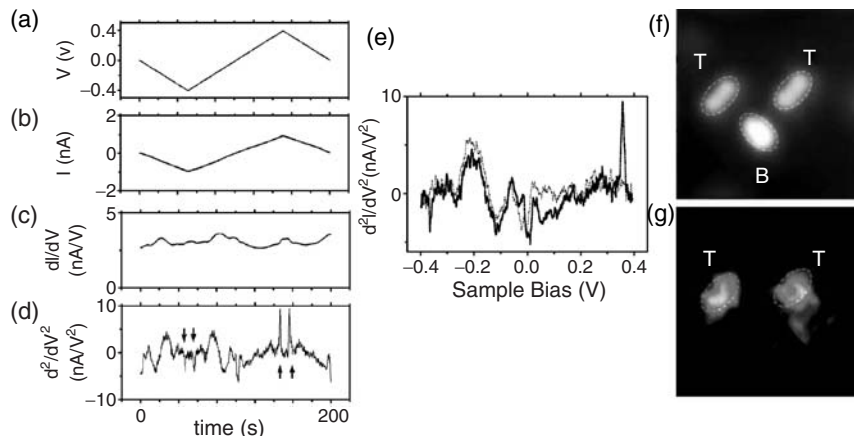 (a)
V (v)
0.4
0.0
−0.4
(b)
I (nA)
2
0
−2
(c)
dI/dV
(nA/V)
5
0
(d)
d²/dV²
(nA/V²)
10
0
−10
0
200
time (s)
(e)
d²I/dV²(nA/V²)
10
0
−0.4
−0.2
0.0
0.2
0.4
Sample Bias (V)
(f)
T
T
B
(g)
T
T